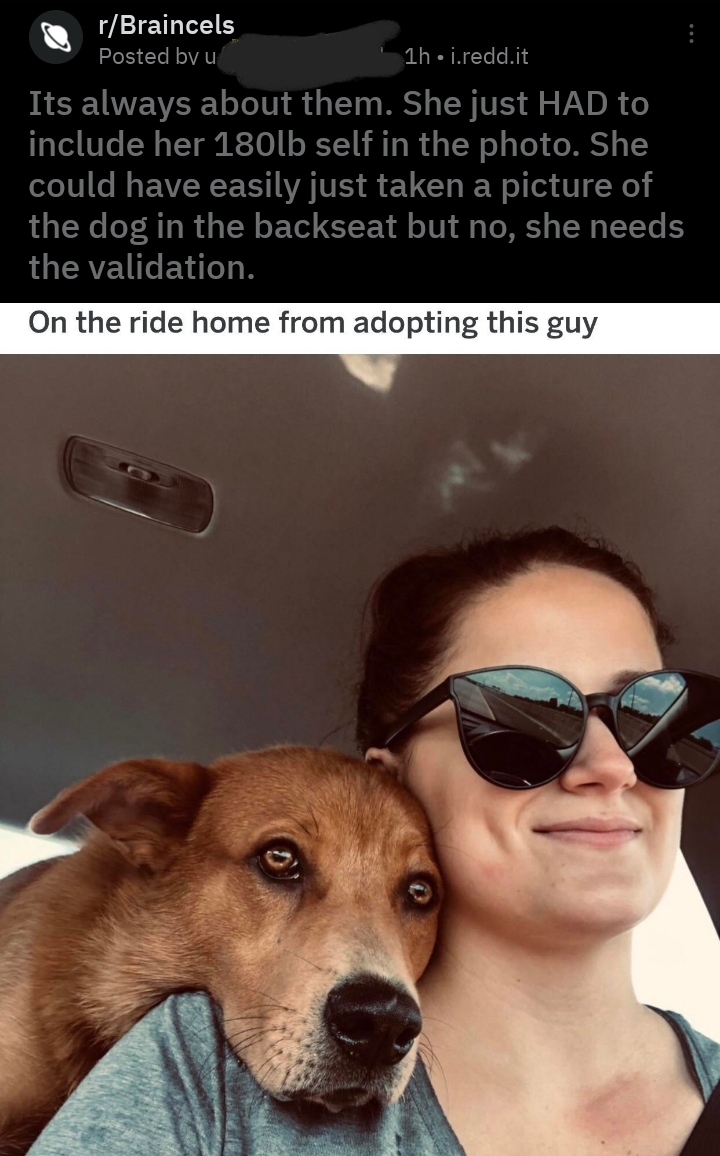 r/Braincels
Posted by u 1h • i.redd.it
Its always about them. She just HAD to
include her 180lb self in the photo. She
could have easily just taken a picture of
the dog in the backseat but no, she needs
the validation.
On the ride home from adopting this guy